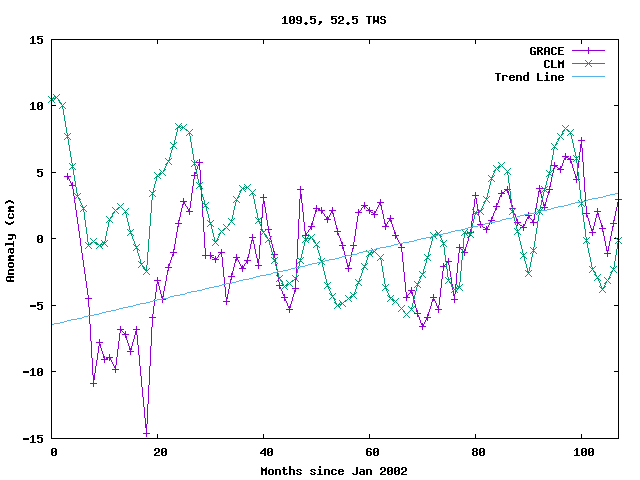 109.5, 52.5 TWS
GRACE
CLM
Trend Line
15
10
5
0
-5
-10
-15
Anomaly (cm)
0 20 40 60 80 100
Months since Jan 2002